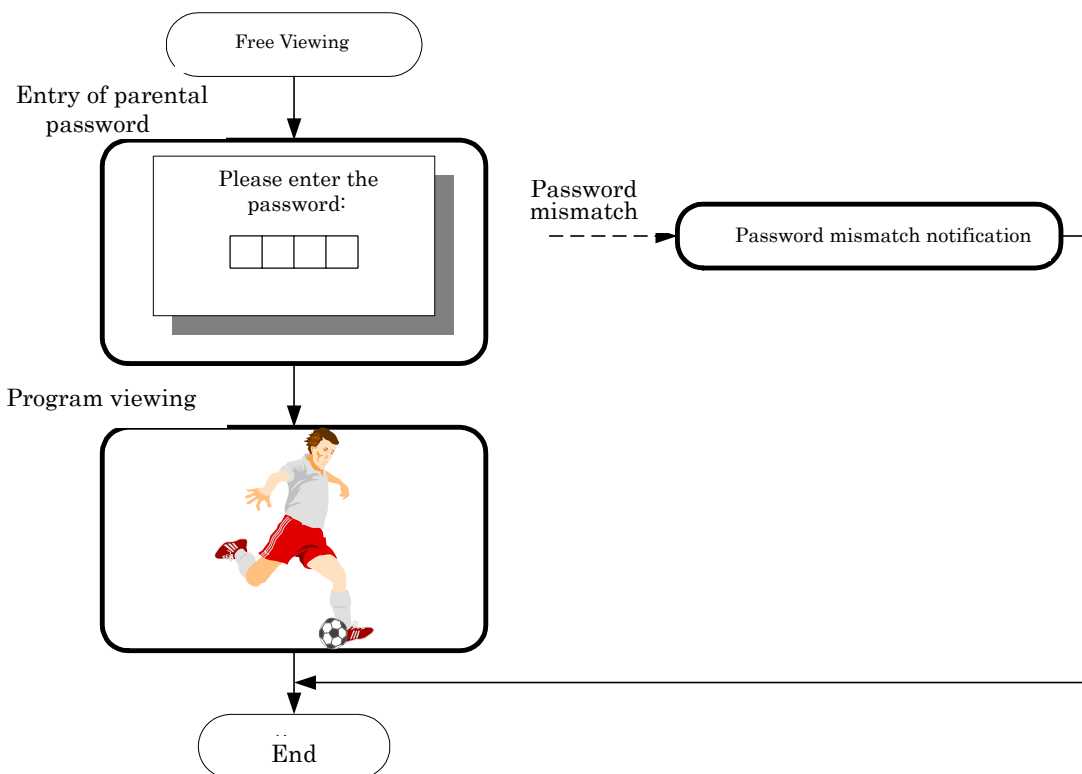 Free Viewing
Entry of parental
password
Please enter the
password:
Password
mismatch
Password mismatch notification
Program viewing
End